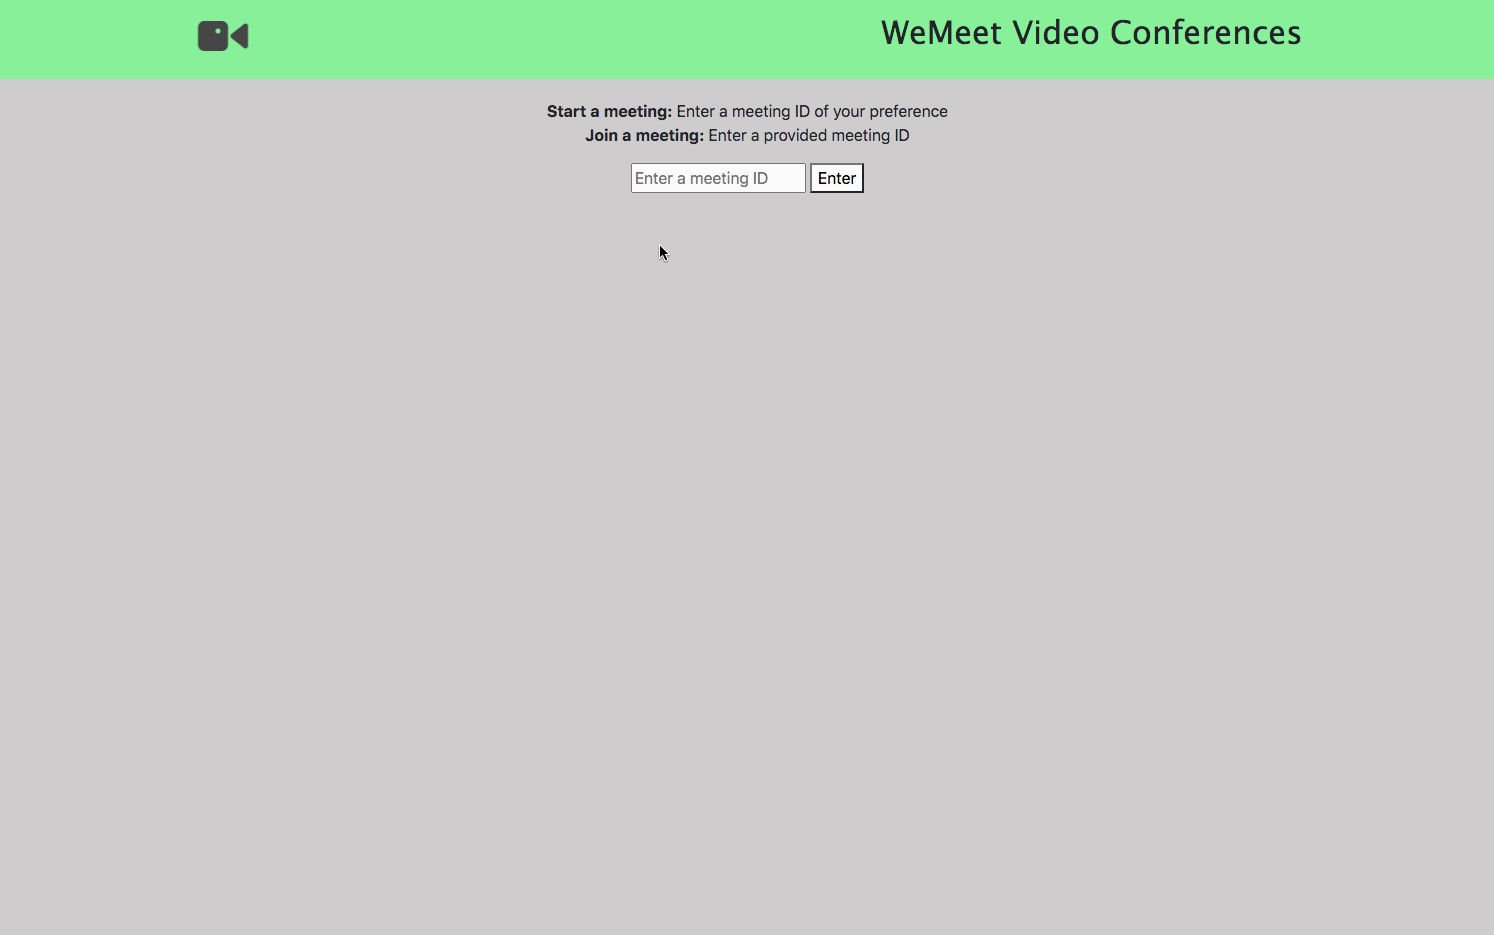 WeMeet Video Conferences
Start a meeting: Enter a meeting ID of your preference
Join a meeting: Enter a provided meeting ID
Enter a meeting ID Enter